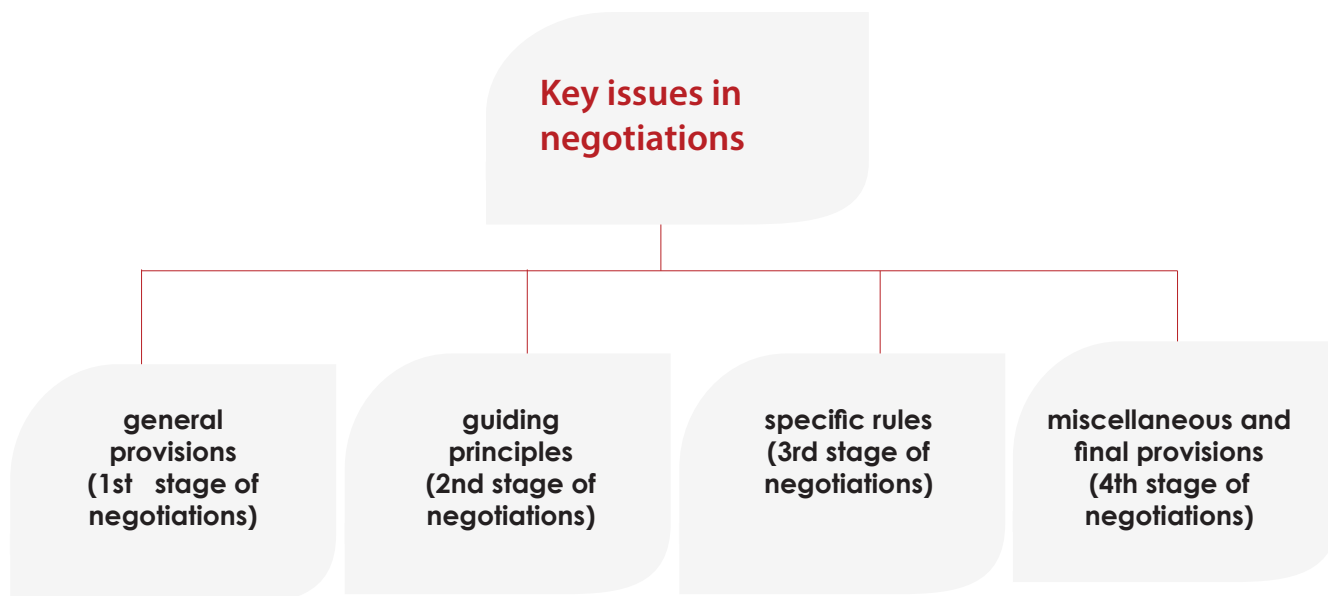 Key issues in
negotiations
general
provisions
(1st stage of
negotiations)
guiding
principles
(2nd stage of
negotiations)
specific rules
(3rd stage of
negotiations)
miscellaneous and
final provisions
(4th stage of
negotiations)